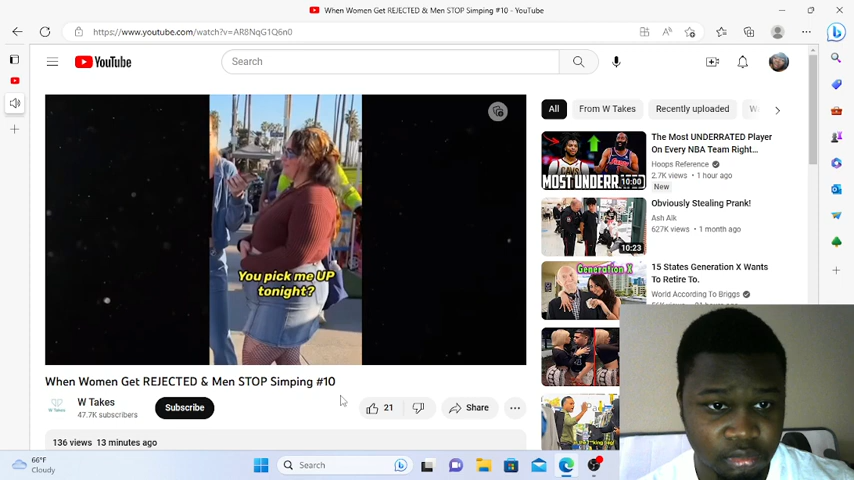 When Women Get REJECTED & Men STOP Simping #10 - YouTube
https://www.youtube.com/watch?v=AR8NqG1Q6n0
YouTube
Search
You pick me UP
tonight?
All
From W Takes
Recently uploaded
The Most UNDERRATED Player
On Every NBA Team Right...
Hoops Reference
2.7K views • 1 hour ago
New
MOST UNDERR
10:00
Obviously Stealing Prank!
Ash Alk
627K views • 1 month ago
10:23
Generation X
15 States Generation X Wants
To Retire To.
World According To Briggs
When Women Get REJECTED & Men STOP Simping #10
W Takes
W Takes
47.7K subscribers
Subscribe
21
Share
136 views 13 minutes ago
66°F
Cloudy
Search